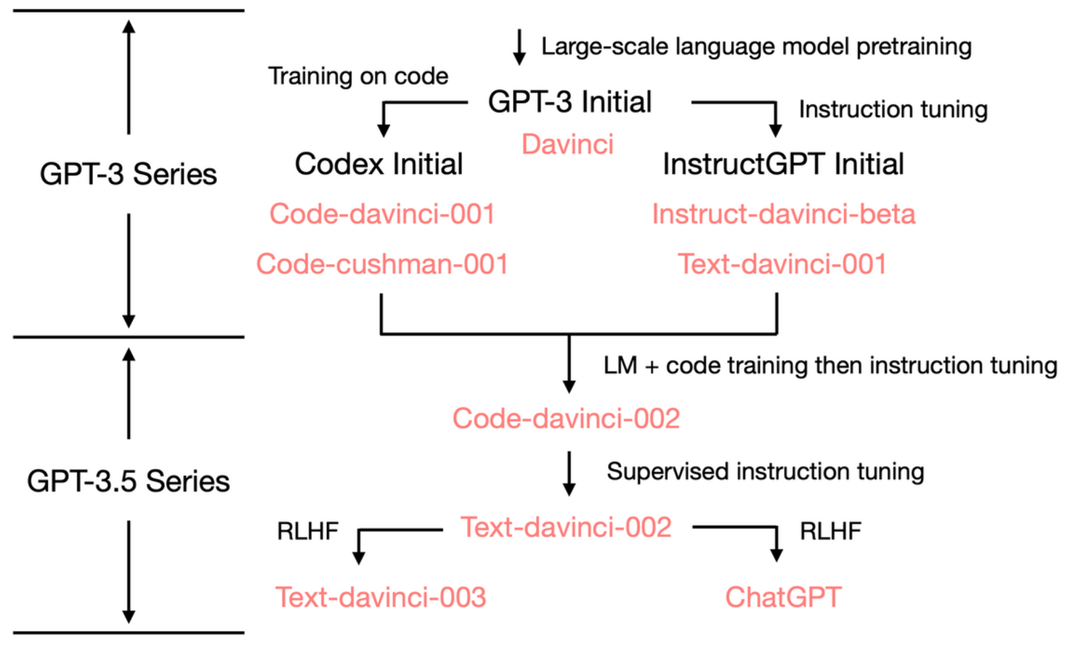 Large-scale language model pretraining
Training on code
GPT-3 Initial
Instruction tuning
Davinci
Codex Initial
InstructGPT Initial
GPT-3 Series
Code-davinci-001
Instruct-davinci-beta
Code-cushman-001
Text-davinci-001
LM + code training then instruction tuning
Code-davinci-002
GPT-3.5 Series
Supervised instruction tuning
RLHF
Text-davinci-002
RLHF
Text-davinci-003
ChatGPT